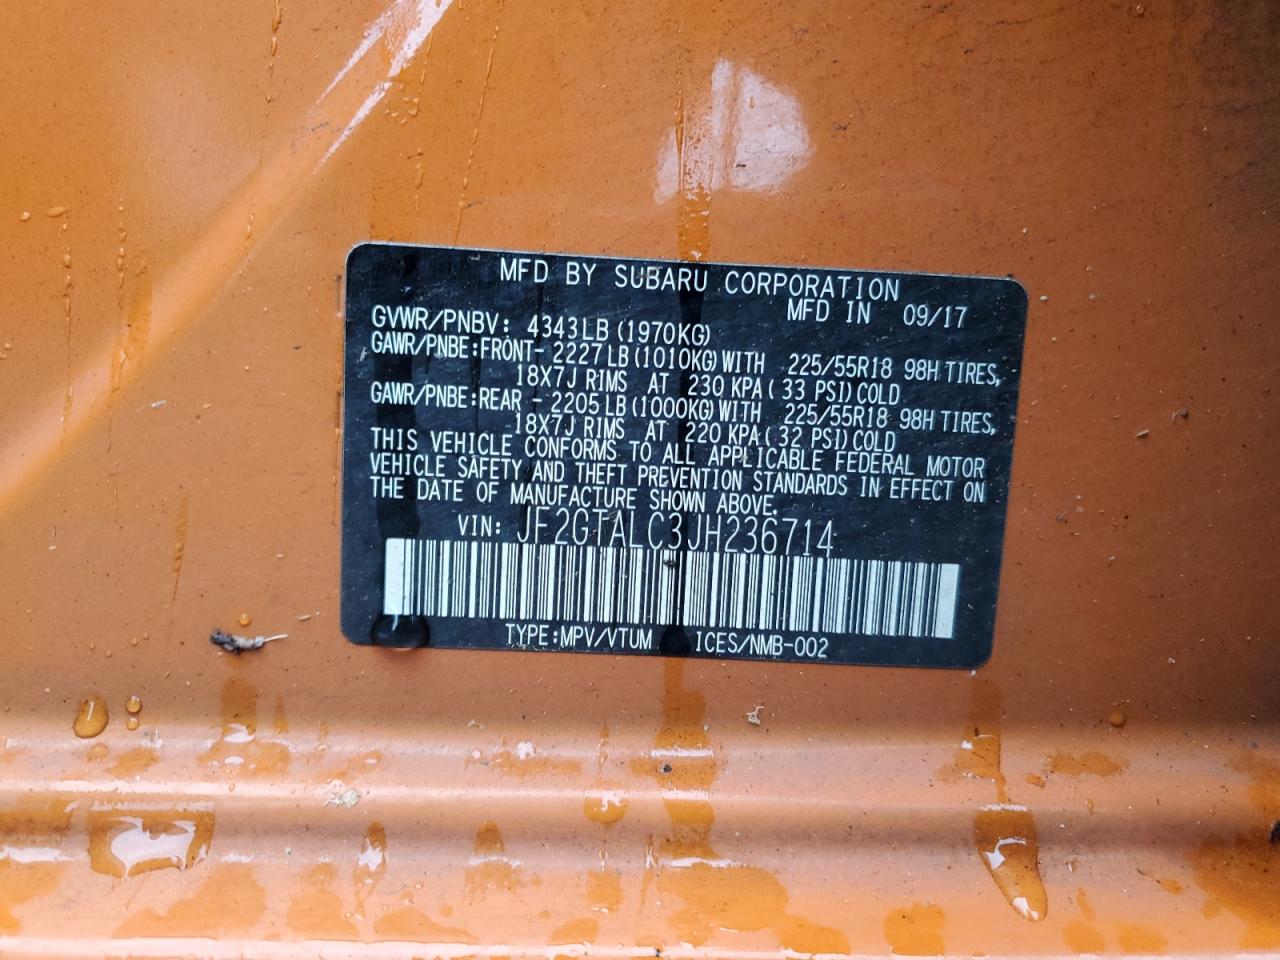 MFD BY SUBARU CORPORATION
MFD IN 09/17
GVWR/PNBV: 4343LB(1970KG)
GAWR/PNBE:FRONT- 2227LB(1010KG)WITH 225/55R18 98H TIRES,
18X7J RIMS AT 230 KPA( 33 PSI)COLD
GAWR/PNBE:REAR - 2205LB(1000KG)WITH 225/55R18 98H TIRES,
18X7J RIMS AT 220 KPA( 32 PSI)COLD
THIS VEHICLE CONFORMS TO ALL APPLICABLE FEDERAL MOTOR
VEHICLE SAFETY AND THEFT PREVENTION STANDARDS IN EFFECT ON
THE DATE OF MANUFACTURE SHOWN ABOVE.
VIN: JF2GTALC3JH236714
TYPE:MPV/VTUM ICES/NMB-002